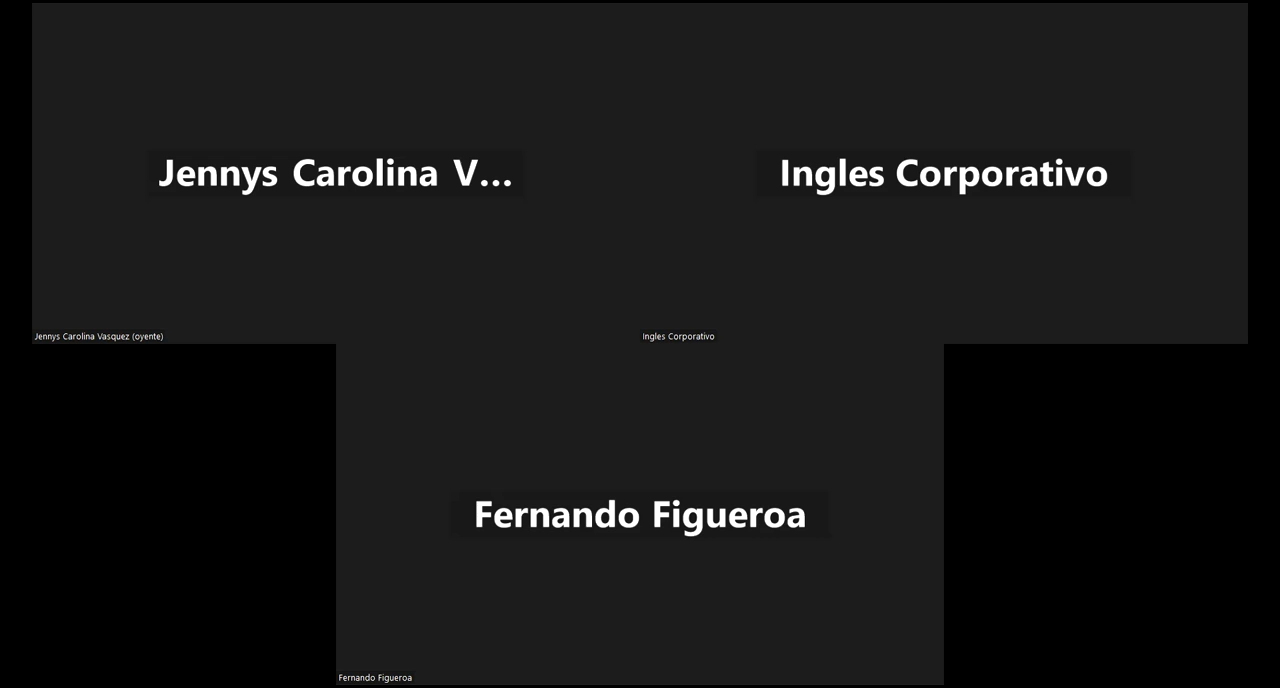 Jennys Carolina V...
Ingles Corporativo
Jennys Carolina Vasquez (oyente)
Ingles Corporativo
Fernando Figueroa
Fernando Figueroa